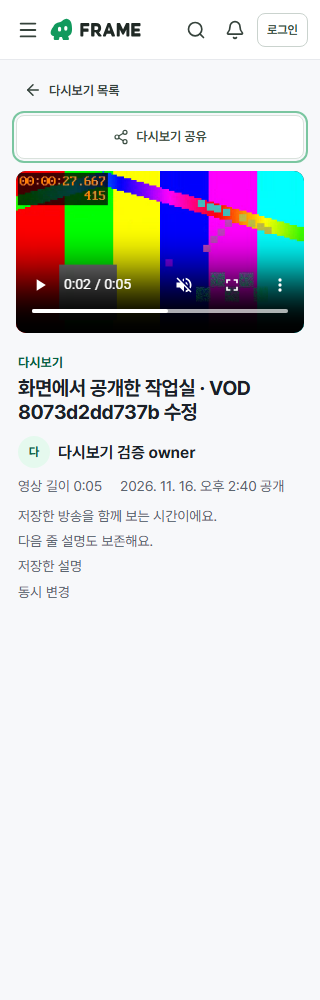 FRAME
로그인
다시보기 목록
다시보기 공유
00:00:27.667
415
0:02 / 0:05
다시보기
화면에서 공개한 작업실 · VOD
8073d2dd737b 수정
다
다시보기 검증 owner
영상 길이 0:05 2026. 11. 16. 오후 2:40 공개
저장한 방송을 함께 보는 시간이에요.
다음 줄 설명도 보존해요.
저장한 설명
동시 변경